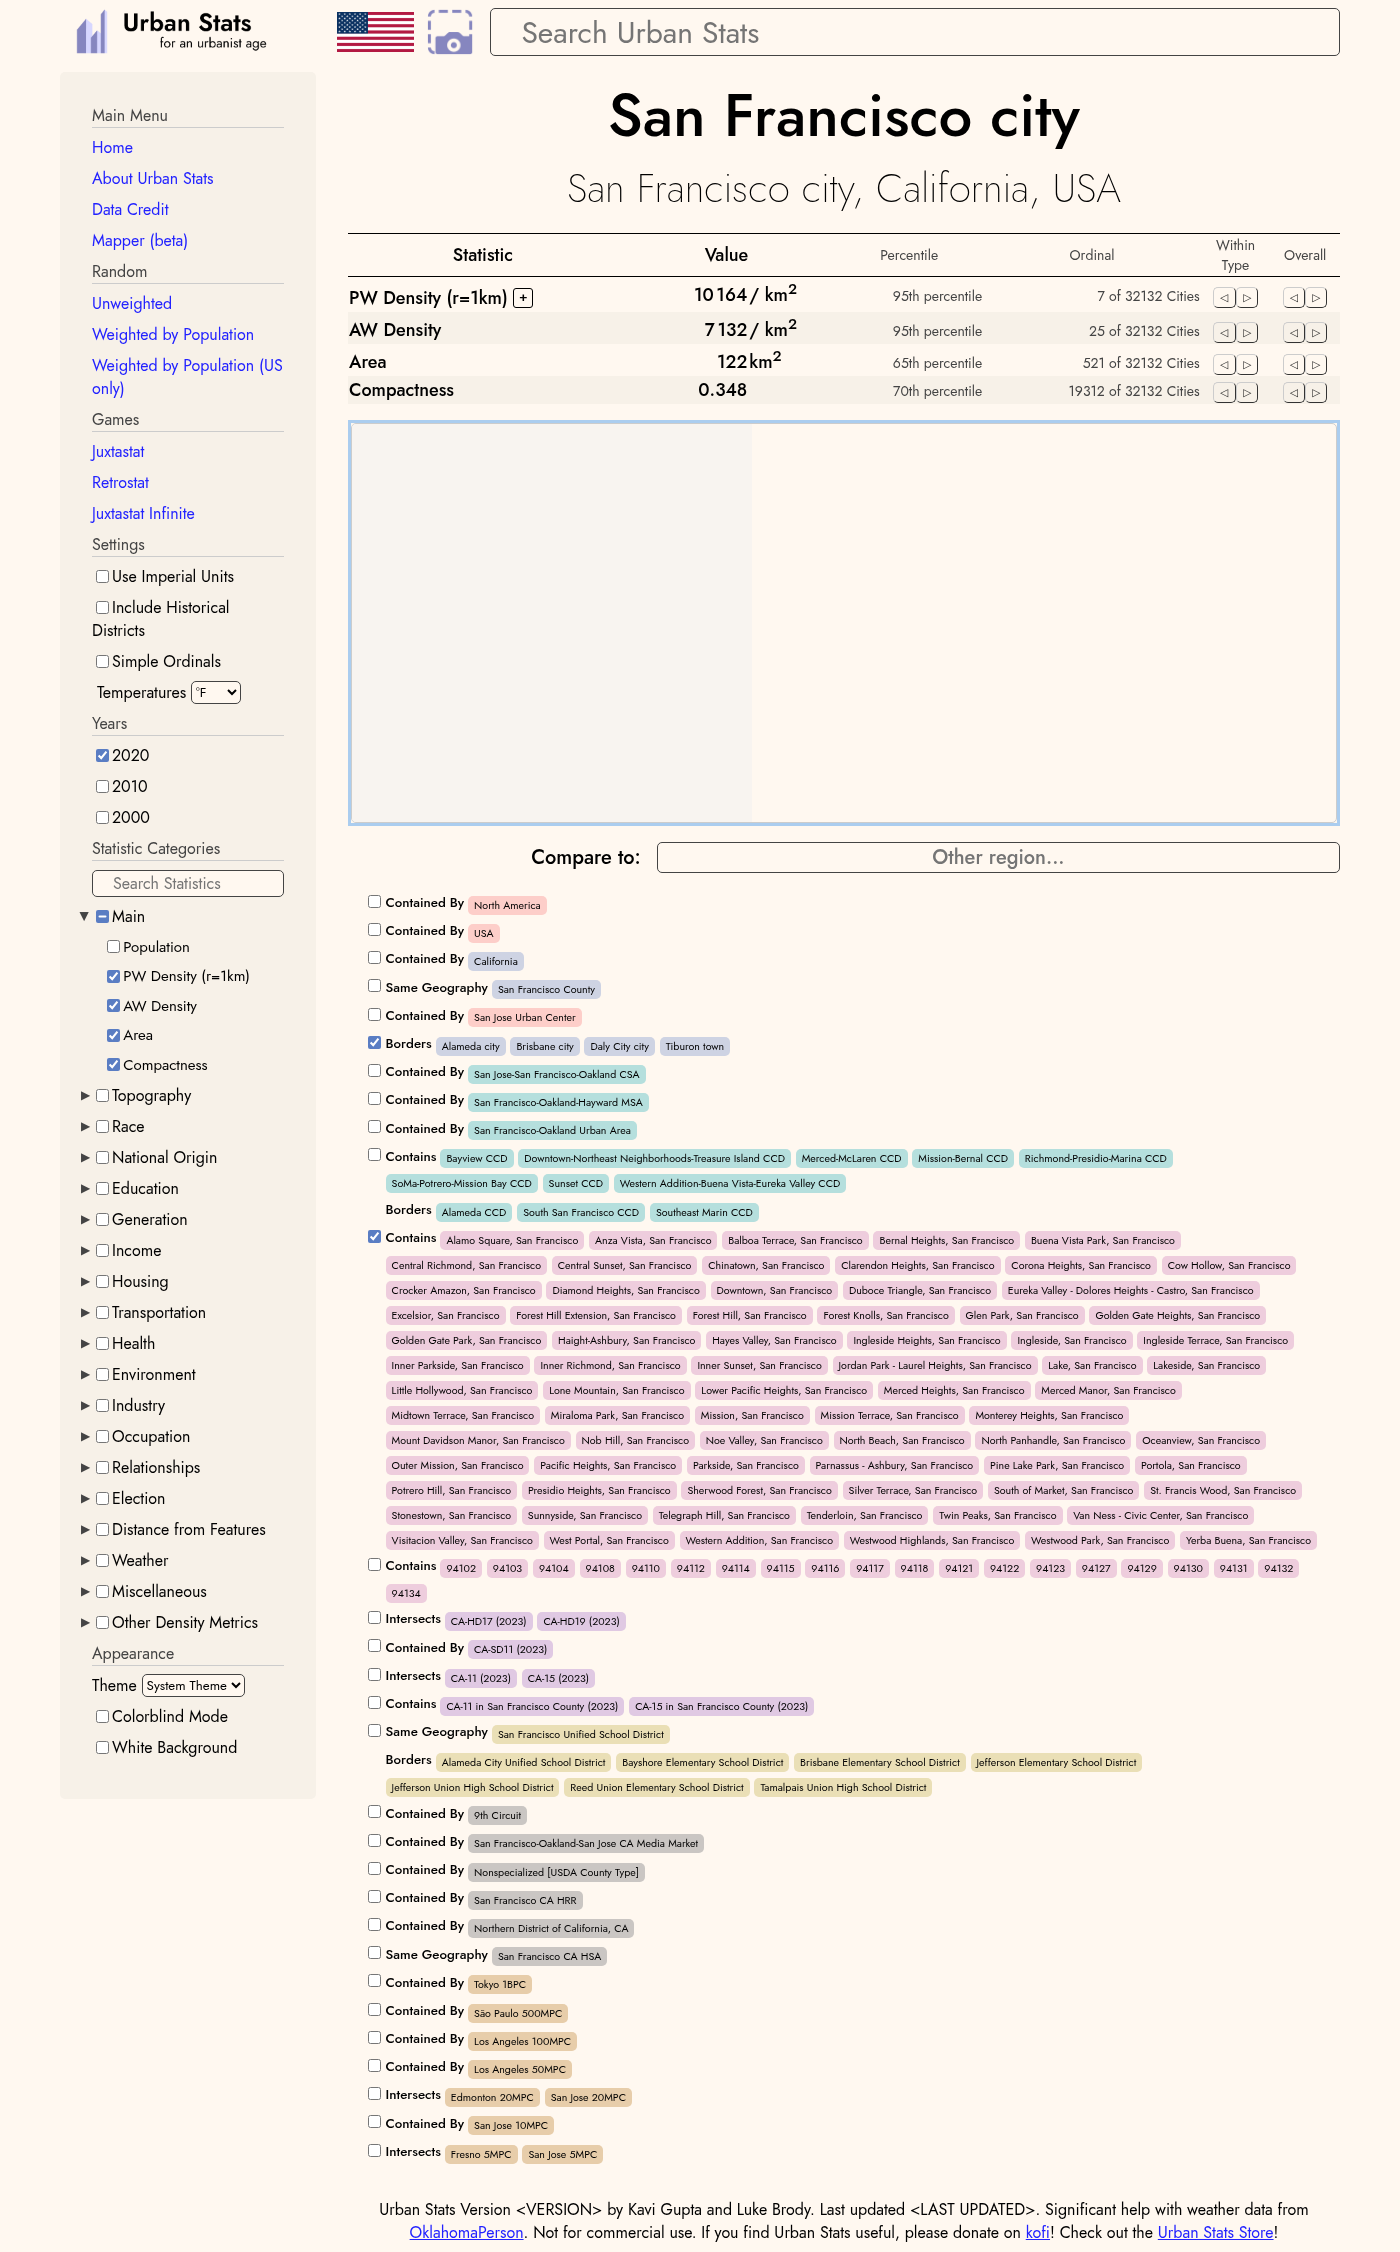 Urban Stats
for an urbanist age
Search Urban Stats
Main Menu
Home
About Urban Stats
Data Credit
Mapper (beta)
Random
Unweighted
Weighted by Population
Weighted by Population (US
only)
Games
Juxtastat
Retrostat
Juxtastat Infinite
Settings
Use Imperial Units
Include Historical
Districts
Simple Ordinals
Temperatures °F
Years
2020
2010
2000
Statistic Categories
Search Statistics
Main
Population
PW Density (r=1km)
AW Density
Area
Compactness
Topography
Race
National Origin
Education
Generation
Income
Housing
Transportation
Health
Environment
Industry
Occupation
Relationships
Election
Distance from Features
Weather
Miscellaneous
Other Density Metrics
Appearance
Theme System Theme
Colorblind Mode
White Background
San Francisco city
San Francisco city, California, USA
Statistic Value Percentile Ordinal Within Type Overall
PW Density (r=1km) + 10 164 / km² 95th percentile 7 of 32132 Cities
AW Density 7 132 / km² 95th percentile 25 of 32132 Cities
Area 122 km² 65th percentile 521 of 32132 Cities
Compactness 0.348 70th percentile 19312 of 32132 Cities
Compare to: Other region...
Contained By North America
Contained By USA
Contained By California
Same Geography San Francisco County
Contained By San Jose Urban Center
Borders Alameda city Brisbane city Daly City city Tiburon town
Contained By San Jose-San Francisco-Oakland CSA
Contained By San Francisco-Oakland-Hayward MSA
Contained By San Francisco-Oakland Urban Area
Contains Bayview CCD Downtown-Northeast Neighborhoods-Treasure Island CCD Merced-McLaren CCD Mission-Bernal CCD Richmond-Presidio-Marina CCD
SoMa-Potrero-Mission Bay CCD Sunset CCD Western Addition-Buena Vista-Eureka Valley CCD
Borders Alameda CCD South San Francisco CCD Southeast Marin CCD
Contains Alamo Square, San Francisco Anza Vista, San Francisco Balboa Terrace, San Francisco Bernal Heights, San Francisco Buena Vista Park, San Francisco
Central Richmond, San Francisco Central Sunset, San Francisco Chinatown, San Francisco Clarendon Heights, San Francisco Corona Heights, San Francisco Cow Hollow, San Francisco
Crocker Amazon, San Francisco Diamond Heights, San Francisco Downtown, San Francisco Duboce Triangle, San Francisco Eureka Valley - Dolores Heights - Castro, San Francisco
Excelsior, San Francisco Forest Hill Extension, San Francisco Forest Hill, San Francisco Forest Knolls, San Francisco Glen Park, San Francisco Golden Gate Heights, San Francisco
Golden Gate Park, San Francisco Haight-Ashbury, San Francisco Hayes Valley, San Francisco Ingleside Heights, San Francisco Ingleside, San Francisco Ingleside Terrace, San Francisco
Inner Parkside, San Francisco Inner Richmond, San Francisco Inner Sunset, San Francisco Jordan Park - Laurel Heights, San Francisco Lake, San Francisco Lakeside, San Francisco
Little Hollywood, San Francisco Lone Mountain, San Francisco Lower Pacific Heights, San Francisco Merced Heights, San Francisco Merced Manor, San Francisco
Midtown Terrace, San Francisco Miraloma Park, San Francisco Mission, San Francisco Mission Terrace, San Francisco Monterey Heights, San Francisco
Mount Davidson Manor, San Francisco Nob Hill, San Francisco Noe Valley, San Francisco North Beach, San Francisco North Panhandle, San Francisco Oceanview, San Francisco
Outer Mission, San Francisco Pacific Heights, San Francisco Parkside, San Francisco Parnassus - Ashbury, San Francisco Pine Lake Park, San Francisco Portola, San Francisco
Potrero Hill, San Francisco Presidio Heights, San Francisco Sherwood Forest, San Francisco Silver Terrace, San Francisco South of Market, San Francisco St. Francis Wood, San Francisco
Stonestown, San Francisco Sunnyside, San Francisco Telegraph Hill, San Francisco Tenderloin, San Francisco Twin Peaks, San Francisco Van Ness - Civic Center, San Francisco
Visitacion Valley, San Francisco West Portal, San Francisco Western Addition, San Francisco Westwood Highlands, San Francisco Westwood Park, San Francisco Yerba Buena, San Francisco
Contains 94102 94103 94104 94108 94110 94112 94114 94115 94116 94117 94118 94121 94122 94123 94127 94129 94130 94131 94132
94134
Intersects CA-HD17 (2023) CA-HD19 (2023)
Contained By CA-SD11 (2023)
Intersects CA-11 (2023) CA-15 (2023)
Contains CA-11 in San Francisco County (2023) CA-15 in San Francisco County (2023)
Same Geography San Francisco Unified School District
Borders Alameda City Unified School District Bayshore Elementary School District Brisbane Elementary School District Jefferson Elementary School District
Jefferson Union High School District Reed Union Elementary School District Tamalpais Union High School District
Contained By 9th Circuit
Contained By San Francisco-Oakland-San Jose CA Media Market
Contained By Nonspecialized [USDA County Type]
Contained By San Francisco CA HRR
Contained By Northern District of California, CA
Same Geography San Francisco CA HSA
Contained By Tokyo 1BPC
Contained By São Paulo 500MPC
Contained By Los Angeles 100MPC
Contained By Los Angeles 50MPC
Intersects Edmonton 20MPC San Jose 20MPC
Contained By San Jose 10MPC
Intersects Fresno 5MPC San Jose 5MPC
Urban Stats Version <VERSION> by Kavi Gupta and Luke Brody. Last updated <LAST UPDATED>. Significant help with weather data from
OklahomaPerson. Not for commercial use. If you find Urban Stats useful, please donate on kofi! Check out the Urban Stats Store!